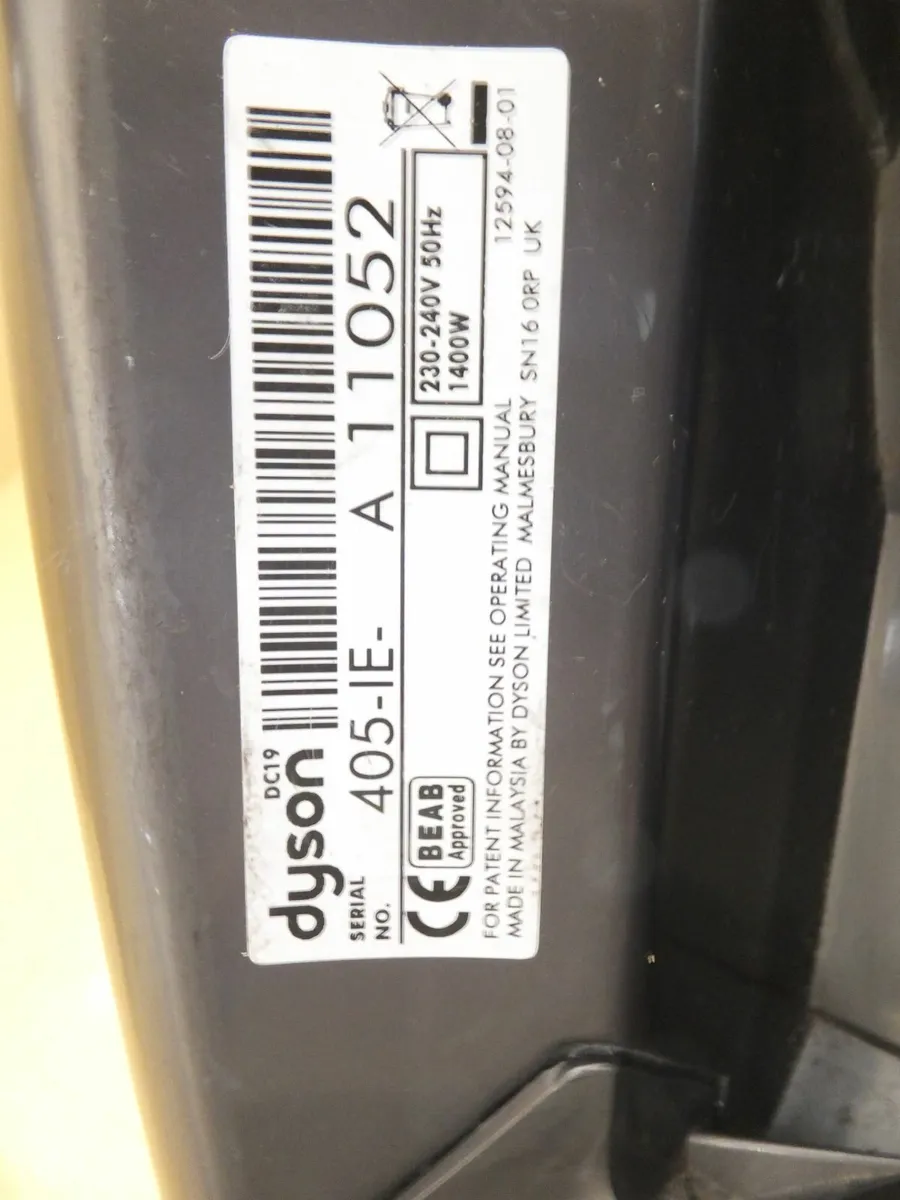 DC19
dyson
SERIAL NO. 405-IE- A 11052
CE BEAB Approved
230-240V 50Hz
1400W
FOR PATENT INFORMATION SEE OPERATING MANUAL 12594-08-01
MADE IN MALAYSIA BY DYSON LIMITED MALMESBURY SN16 0RP UK